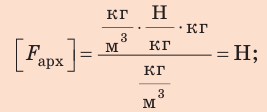 [F_арх] = (кг/м³ · Н/кг · кг) / (кг/м³) = Н;